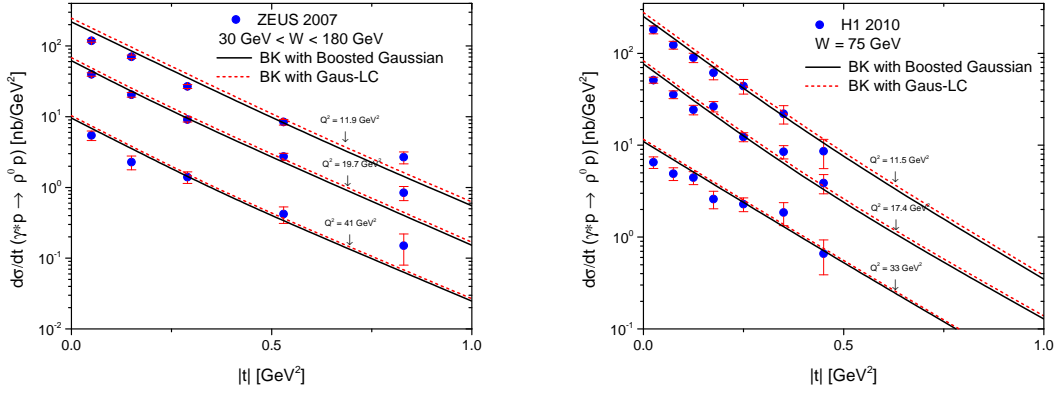 ZEUS 2007
30 GeV < W < 180 GeV
BK with Boosted Gaussian
BK with Gaus-LC
Q² = 11.9 GeV²
Q² = 19.7 GeV²
Q² = 41 GeV²
10²
10¹
10⁰
10⁻¹
10⁻²
0.0
0.5
1.0
|t| [GeV²]
dσ/dt (γ*p → ρ⁰ p) [nb/GeV²]
H1 2010
W = 75 GeV
BK with Boosted Gaussian
BK with Gaus-LC
Q² = 11.5 GeV²
Q² = 17.4 GeV²
Q² = 33 GeV²
10²
10¹
10⁰
10⁻¹
0.0
0.5
1.0
|t| [GeV²]
dσ/dt (γ*p → ρ⁰ p) [nb/GeV²]